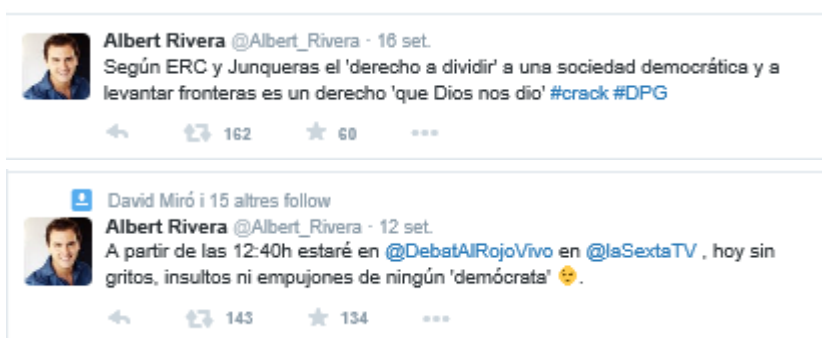 Albert Rivera @Albert_Rivera · 16 set.
Según ERC y Junqueras el 'derecho a dividir' a una sociedad democrática y a
levantar fronteras es un derecho 'que Dios nos dio' #crack #DPG
162 60
David Miró i 15 altres follow
Albert Rivera @Albert_Rivera · 12 set.
A partir de las 12:40h estaré en @DebatAlRojoVivo en @laSextaTV , hoy sin
gritos, insultos ni empujones de ningún 'demócrata' 😉.
143 134